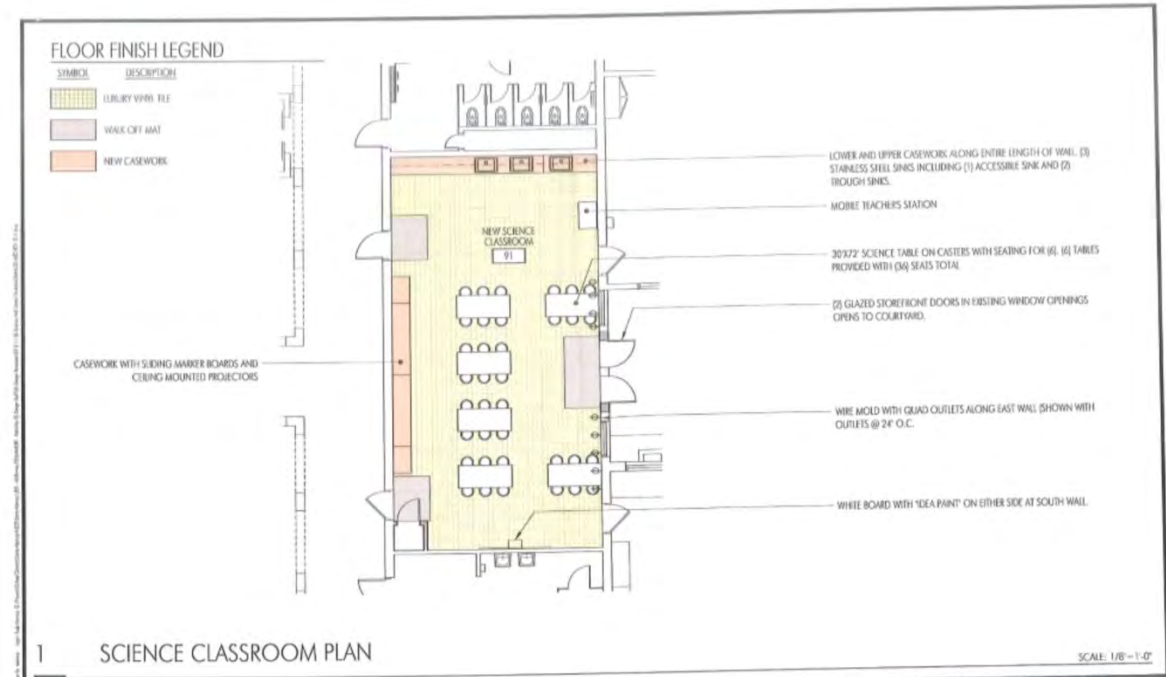 FLOOR FINISH LEGEND
SYMBOL DESCRIPTION
LUXURY VINYL TILE
WALK OFF MAT
NEW CASEWORK
LOWER AND UPPER CASEWORK ALONG ENTIRE LENGTH OF WALL. (3)
STAINLESS STEEL SINKS INCLUDING (1) ACCESSIBLE SINK AND (2)
TROUGH SINKS.
MOBILE TEACHER'S STATION
NEW SCIENCE
CLASSROOM
91
30"X72" SCIENCE TABLE ON CASTERS WITH SEATING FOR (6). (6) TABLES
PROVIDED WITH (36) SEATS TOTAL
(2) GLAZED STOREFRONT DOORS IN EXISTING WINDOW OPENINGS
OPENS TO COURTYARD.
CASEWORK WITH SLIDING MARKER BOARDS AND
CEILING MOUNTED PROJECTORS
WIRE MOLD WITH QUAD OUTLETS ALONG EAST WALL (SHOWN WITH
OUTLETS @ 24" O.C.
WHITE BOARD WITH "IDEA PAINT" ON EITHER SIDE AT SOUTH WALL.
1 SCIENCE CLASSROOM PLAN
SCALE: 1/8"=1'-0"